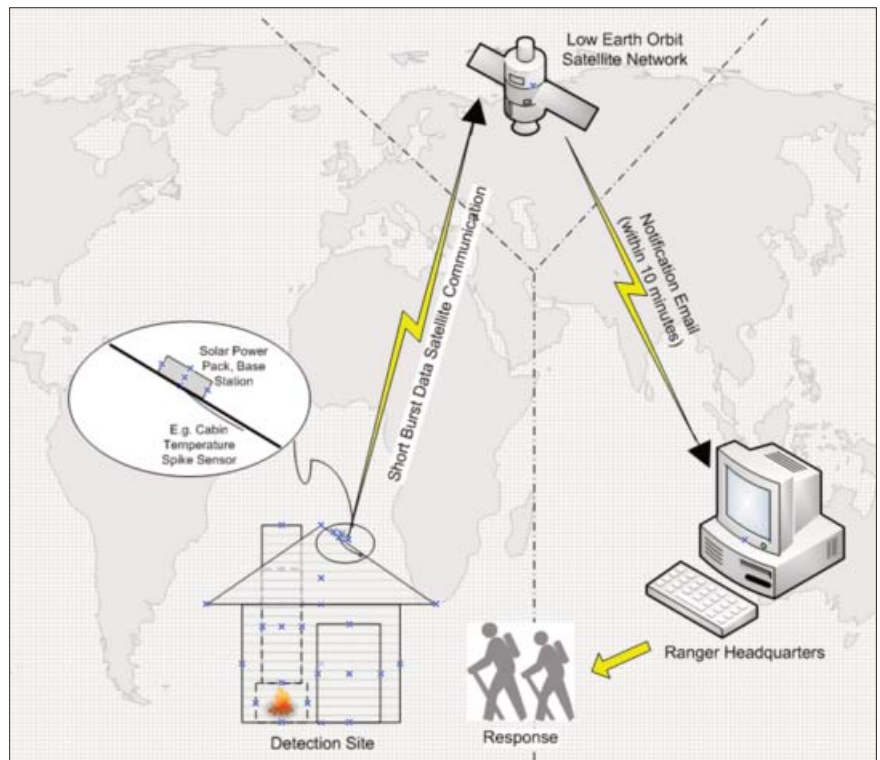 Low Earth Orbit
Satellite Network
Short Burst Data Satellite Communication
Notification Email
(within 10 minutes)
Solar Power
Pack, Base
Station
E.g. Cabin
Temperature
Spike Sensor
Ranger Headquarters
Response
Detection Site